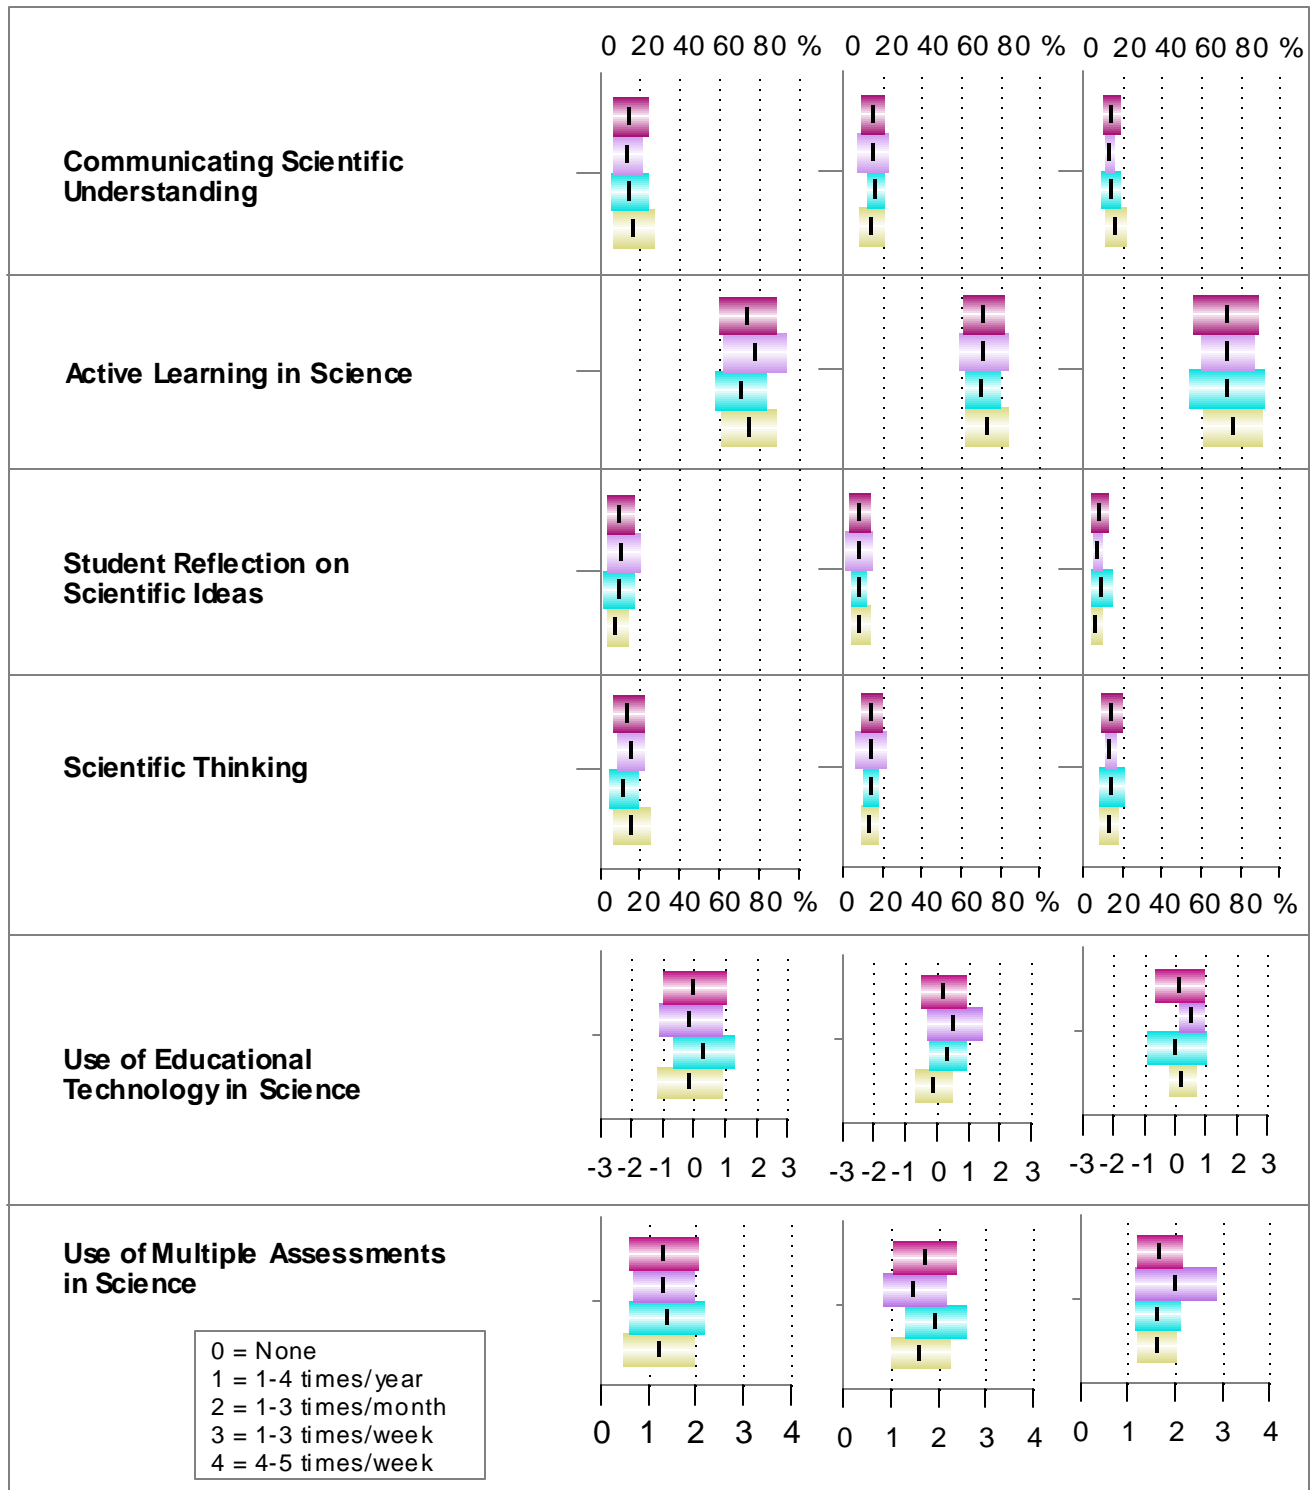 0 20 40 60 80 % 0 20 40 60 80 % 0 20 40 60 80 %
Communicating Scientific
Understanding
Active Learning in Science
Student Reflection on
Scientific Ideas
Scientific Thinking
0 20 40 60 80 % 0 20 40 60 80 % 0 20 40 60 80 %
Use of Educational
Technology in Science
-3 -2 -1 0 1 2 3 -3 -2 -1 0 1 2 3 -3 -2 -1 0 1 2 3
Use of Multiple Assessments
in Science
0 = None
1 = 1-4 times/year
2 = 1-3 times/month
3 = 1-3 times/week
4 = 4-5 times/week
0 1 2 3 4 0 1 2 3 4 0 1 2 3 4